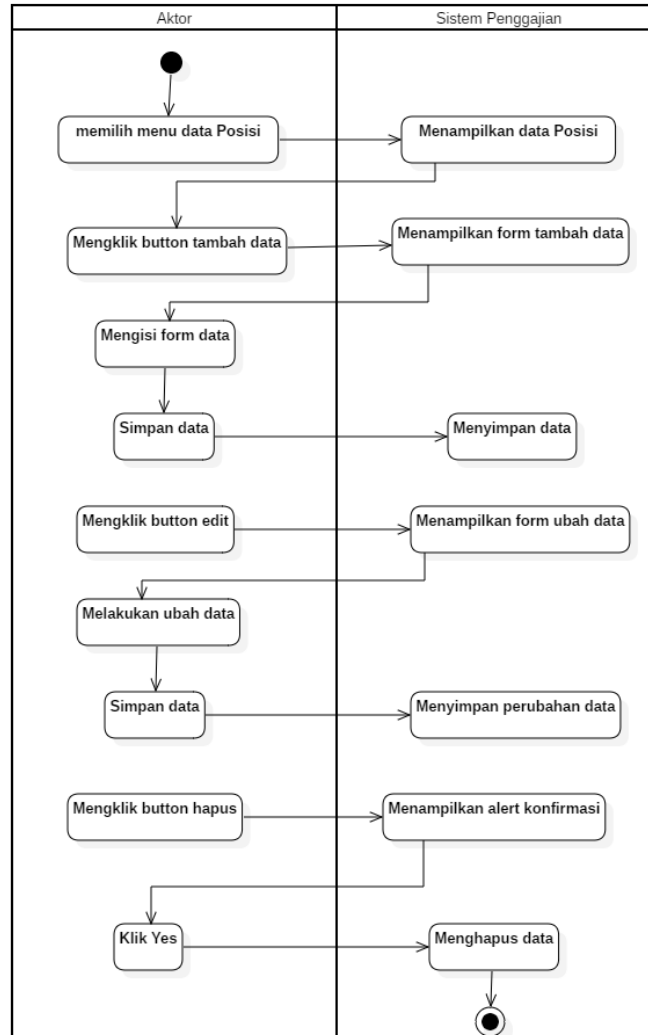 Aktor
Sistem Penggajian
memilih menu data Posisi
Menampilkan data Posisi
Mengklik button tambah data
Menampilkan form tambah data
Mengisi form data
Simpan data
Menyimpan data
Mengklik button edit
Menampilkan form ubah data
Melakukan ubah data
Simpan data
Menyimpan perubahan data
Mengklik button hapus
Menampilkan alert konfirmasi
Klik Yes
Menghapus data